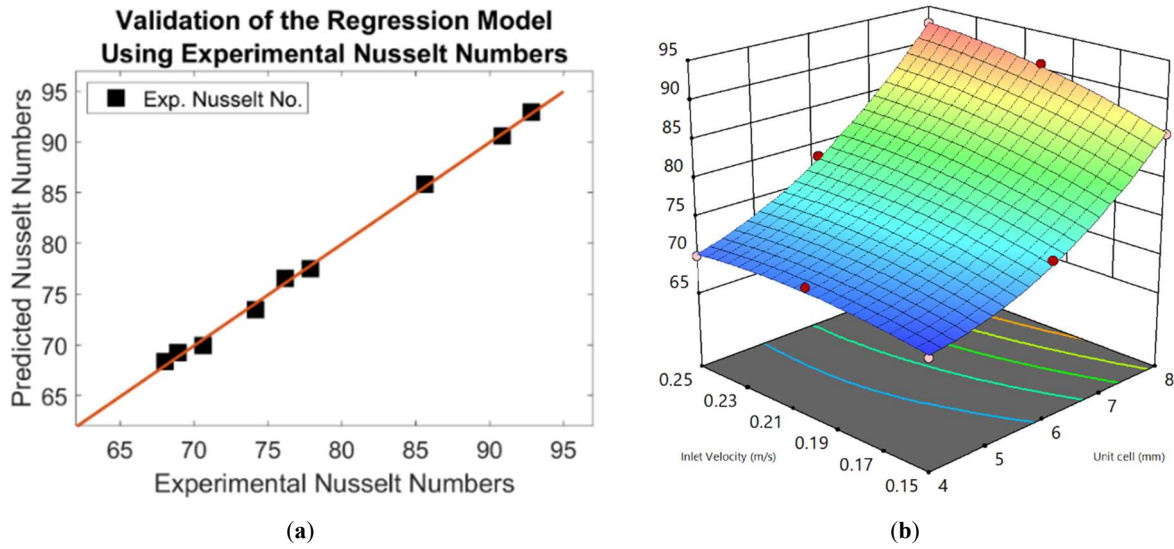 Validation of the Regression Model
Using Experimental Nusselt Numbers
Exp. Nusselt No.
Predicted Nusselt Numbers
95
90
85
80
75
70
65
65 70 75 80 85 90 95
Experimental Nusselt Numbers
(a)
95
90
85
80
75
70
65
0.25
0.23
0.21
0.19
0.17
0.15
Inlet Velocity (m/s)
4
5
6
7
8
Unit cell (mm)
(b)